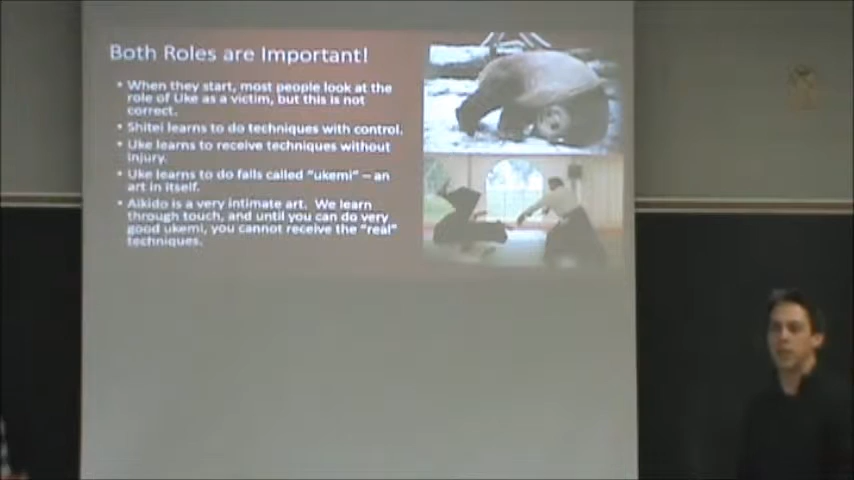 Both Roles are Important!
• When they start, most people look at the
role of Uke as a victim, but this is not
correct.
• Shitei learns to do techniques with control.
• Uke learns to receive techniques without
injury.
• Uke learns to do falls called "ukemi" – an
art in itself.
• Aikido is a very intimate art. We learn
through touch, and until you can do very
good ukemi, you cannot receive the "real"
techniques.